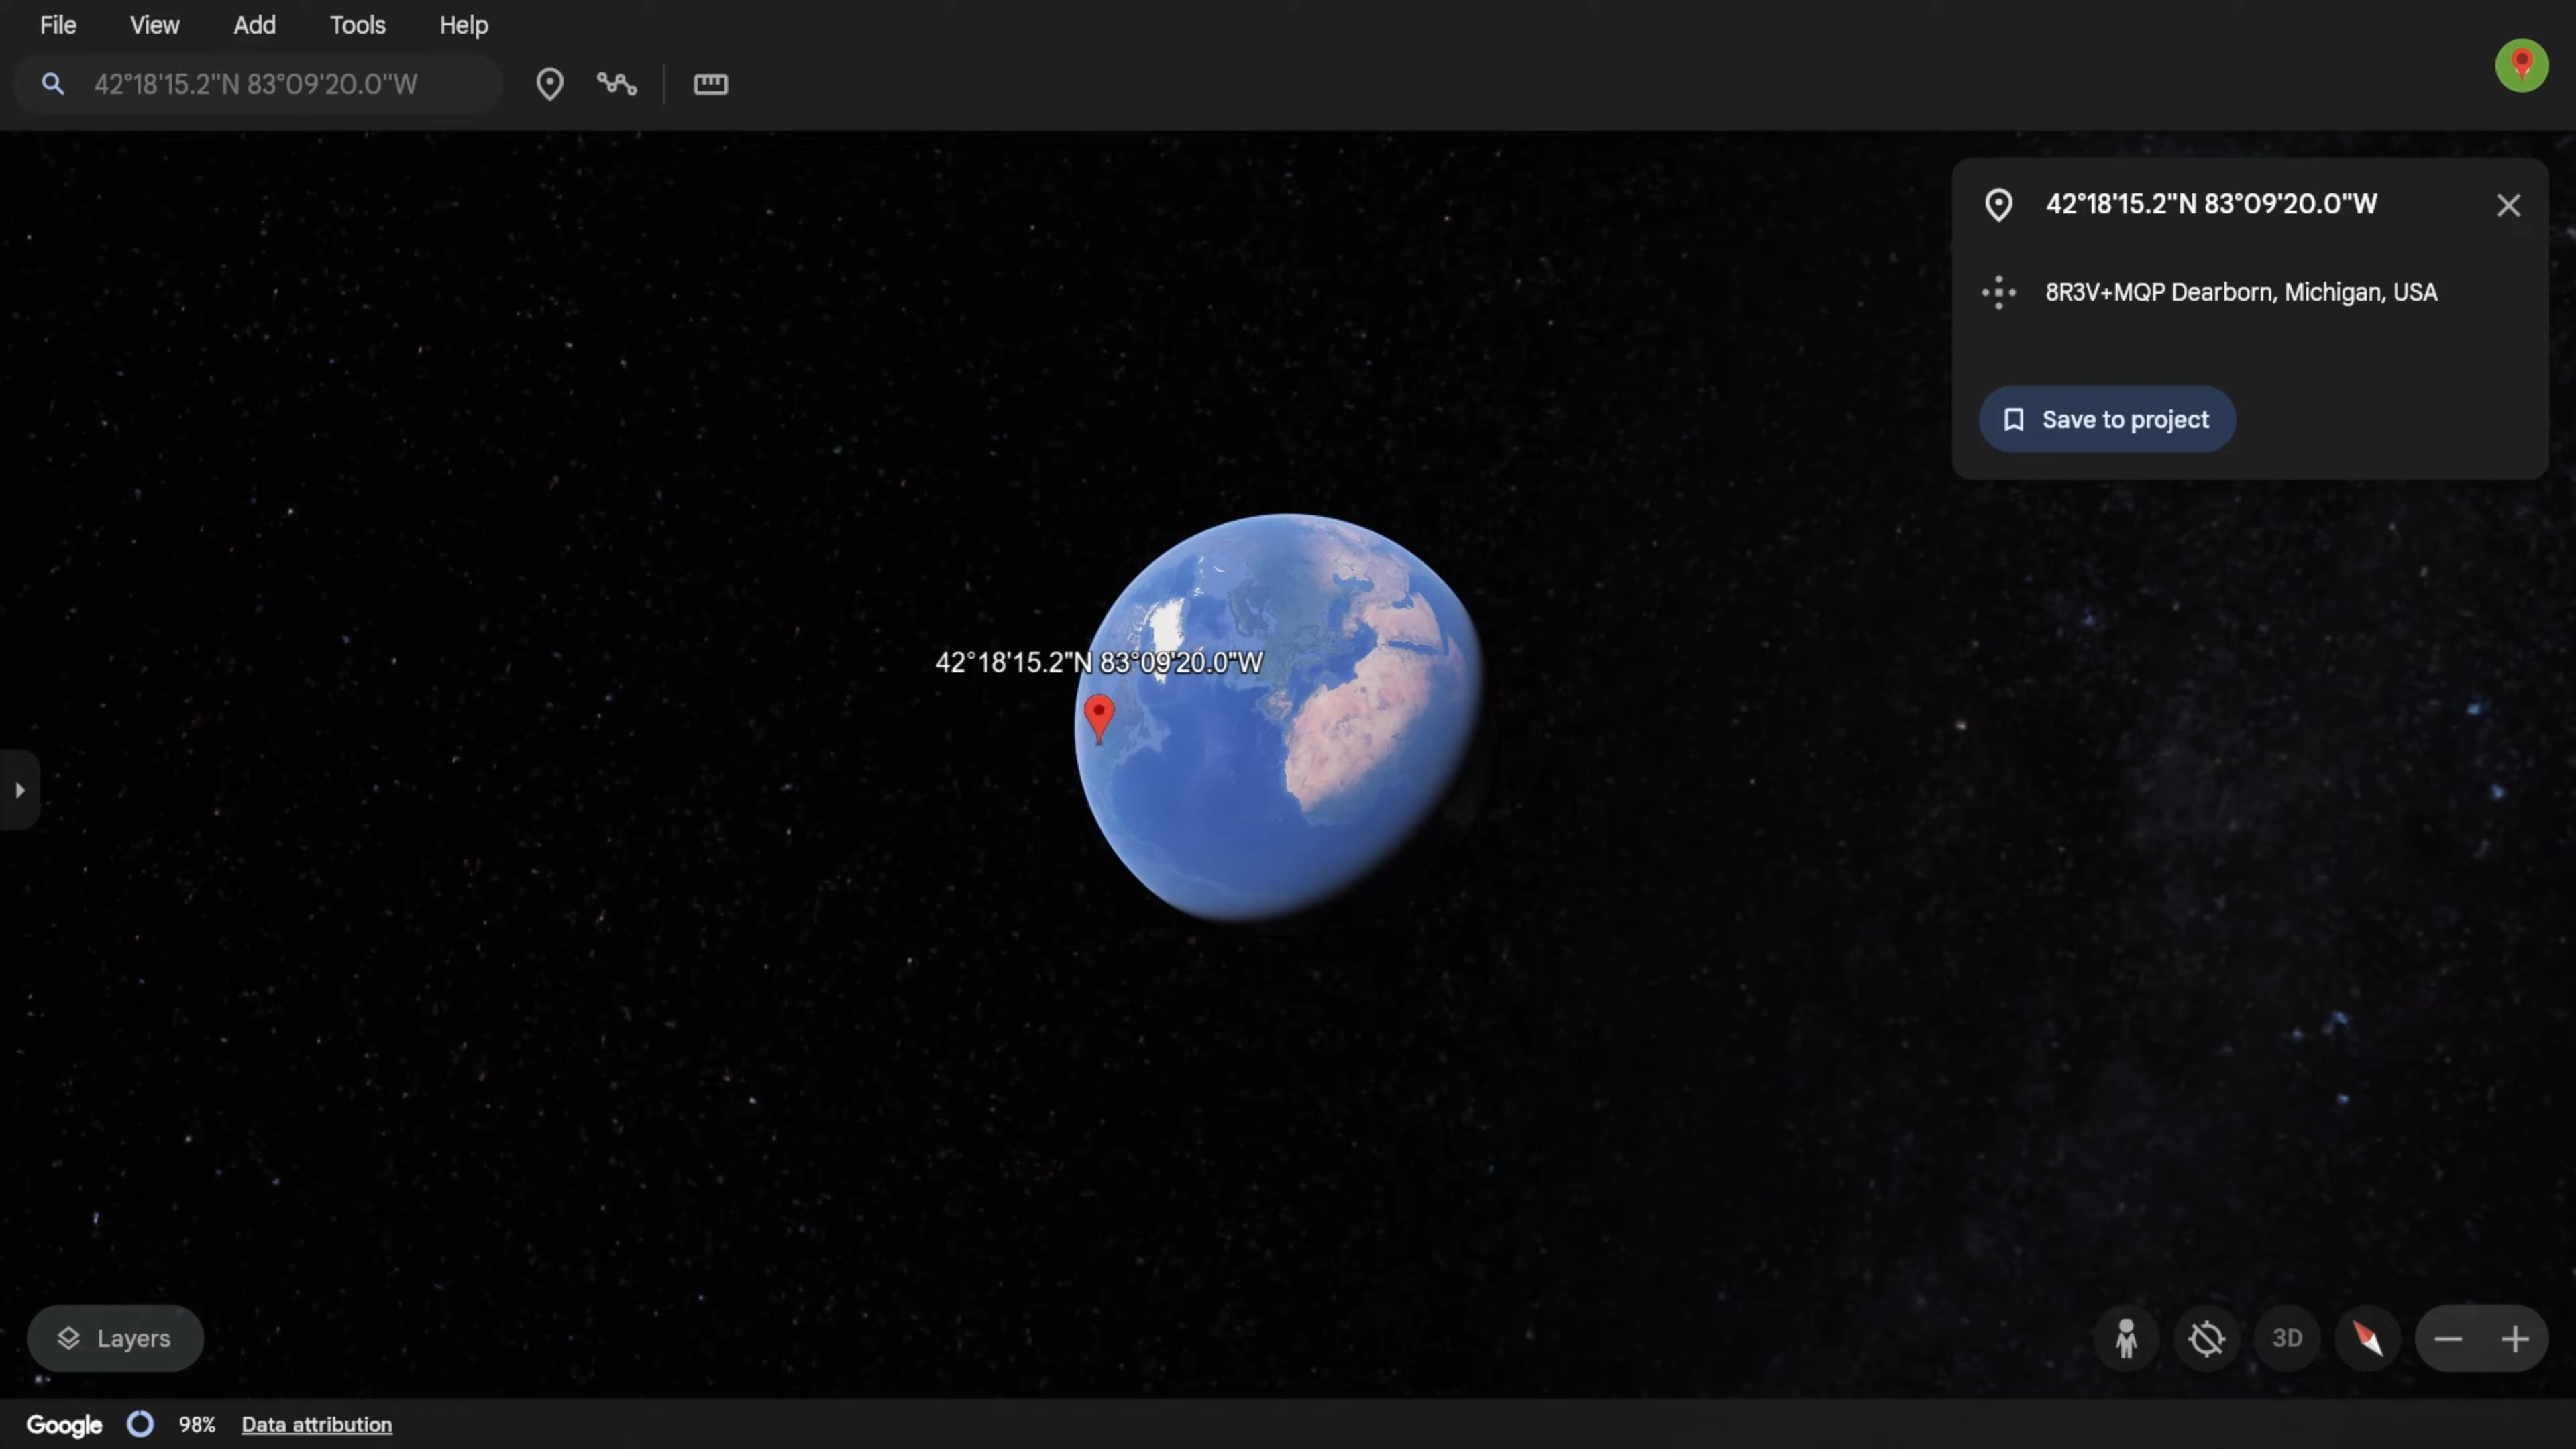 File View Add Tools Help
42°18'15.2"N 83°09'20.0"W
42°18'15.2"N 83°09'20.0"W
8R3V+MQP Dearborn, Michigan, USA
Save to project
42°18'15.2"N 83°09'20.0"W
Layers
3D
Google 98% Data attribution